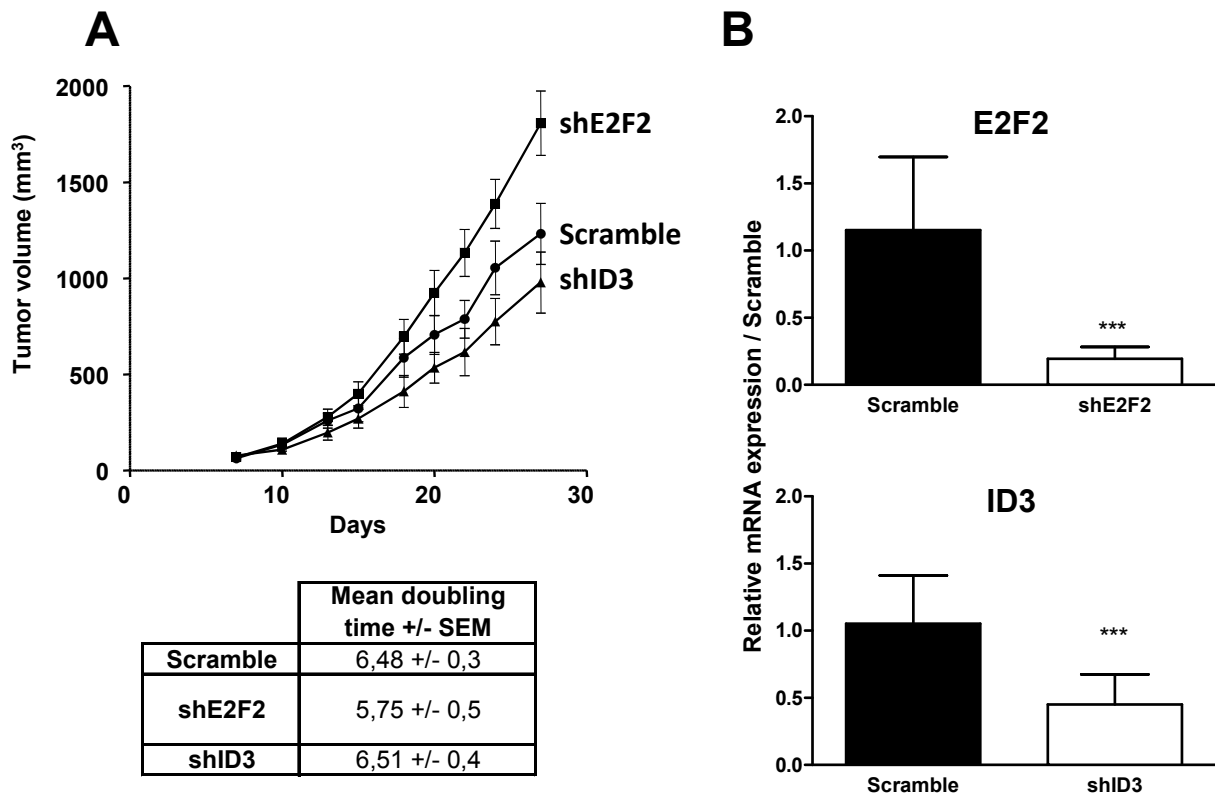 A
2000
1500
1000
500
0
Tumor volume (mm³)
shE2F2
Scramble
shID3
0 10 20 30
Days
Mean doubling
time +/- SEM
Scramble 6,48 +/- 0,3
shE2F2 5,75 +/- 0,5
shID3 6,51 +/- 0,4
B
Relative mRNA expression / Scramble
E2F2
2.0
1.5
1.0
0.5
0.0
***
Scramble shE2F2
ID3
2.0
1.5
1.0
0.5
0.0
***
Scramble shID3